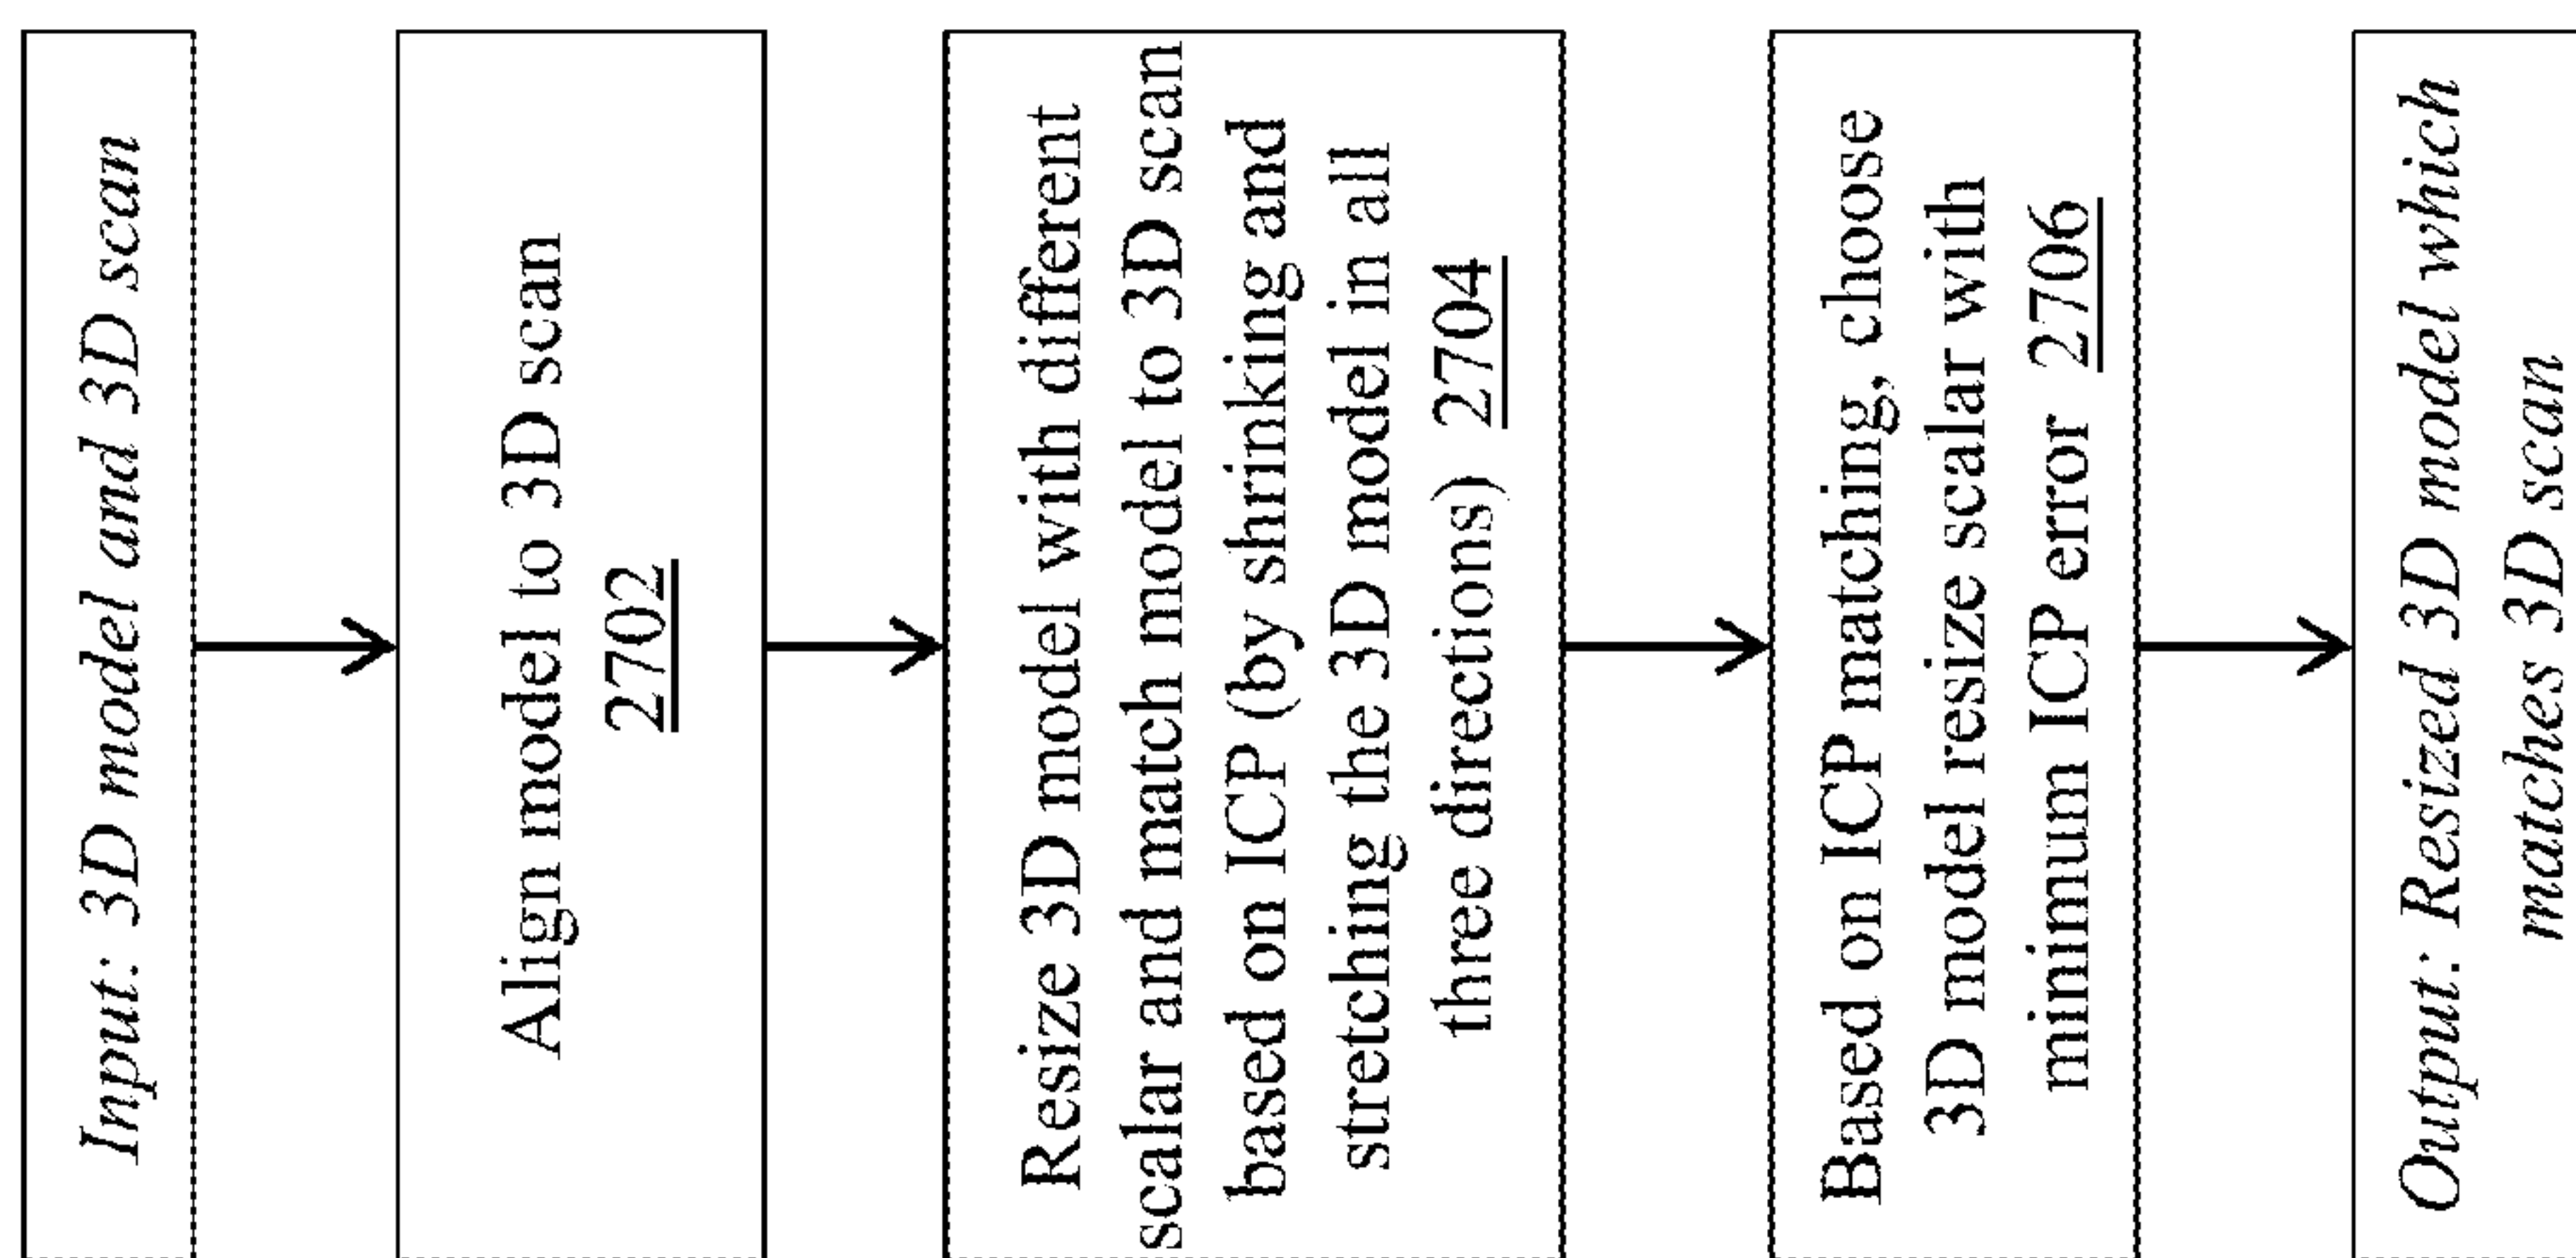 Input: 3D model and 3D scan
Align model to 3D scan
2702
Resize 3D model with different
scalar and match model to 3D scan
based on ICP (by shrinking and
stretching the 3D model in all
three directions) 2704
Based on ICP matching, choose
3D model resize scalar with
minimum ICP error 2706
Output: Resized 3D model which
matches 3D scan